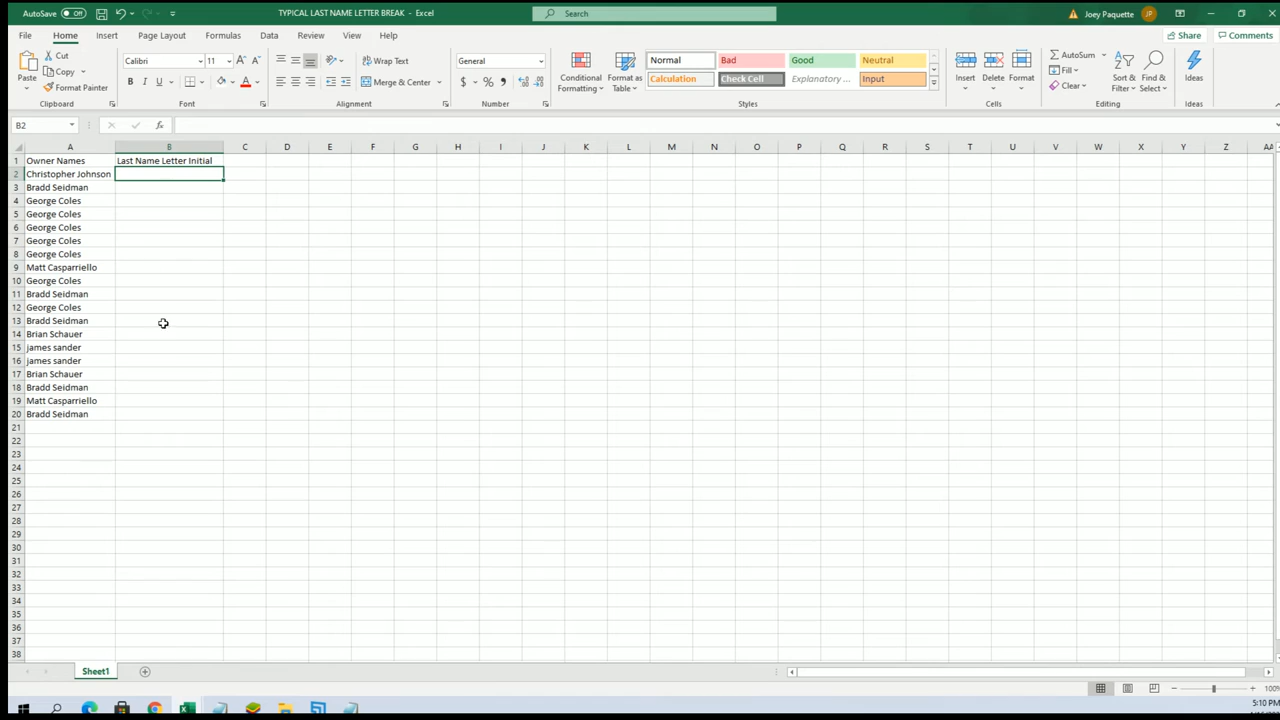 AutoSave Off TYPICAL LAST NAME LETTER BREAK - Excel Search Joey Paquette JP
File Home Insert Page Layout Formulas Data Review View Help Share Comments
Paste Cut Copy Format Painter Clipboard
Calibri 11 B I U A A Font
Wrap Text Merge & Center Alignment
General $ % Number
Conditional Formatting Format as Table
Normal Bad Good Neutral
Calculation Check Cell Explanatory ... Input
Styles
Insert Delete Format Cells
AutoSum Fill Clear Sort & Filter Find & Select Editing
Ideas Ideas
B2 fx
A B C D E F G H I J K L M N O P Q R S T U V W X Y Z AA
1 Owner Names Last Name Letter Initial
2 Christopher Johnson
3 Bradd Seidman
4 George Coles
5 George Coles
6 George Coles
7 George Coles
8 George Coles
9 Matt Casparriello
10 George Coles
11 Bradd Seidman
12 George Coles
13 Bradd Seidman
14 Brian Schauer
15 james sander
16 james sander
17 Brian Schauer
18 Bradd Seidman
19 Matt Casparriello
20 Bradd Seidman
21
22
23
24
25
26
27
28
29
30
31
32
33
34
35
36
37
38
Sheet1
100%
5:10 PM